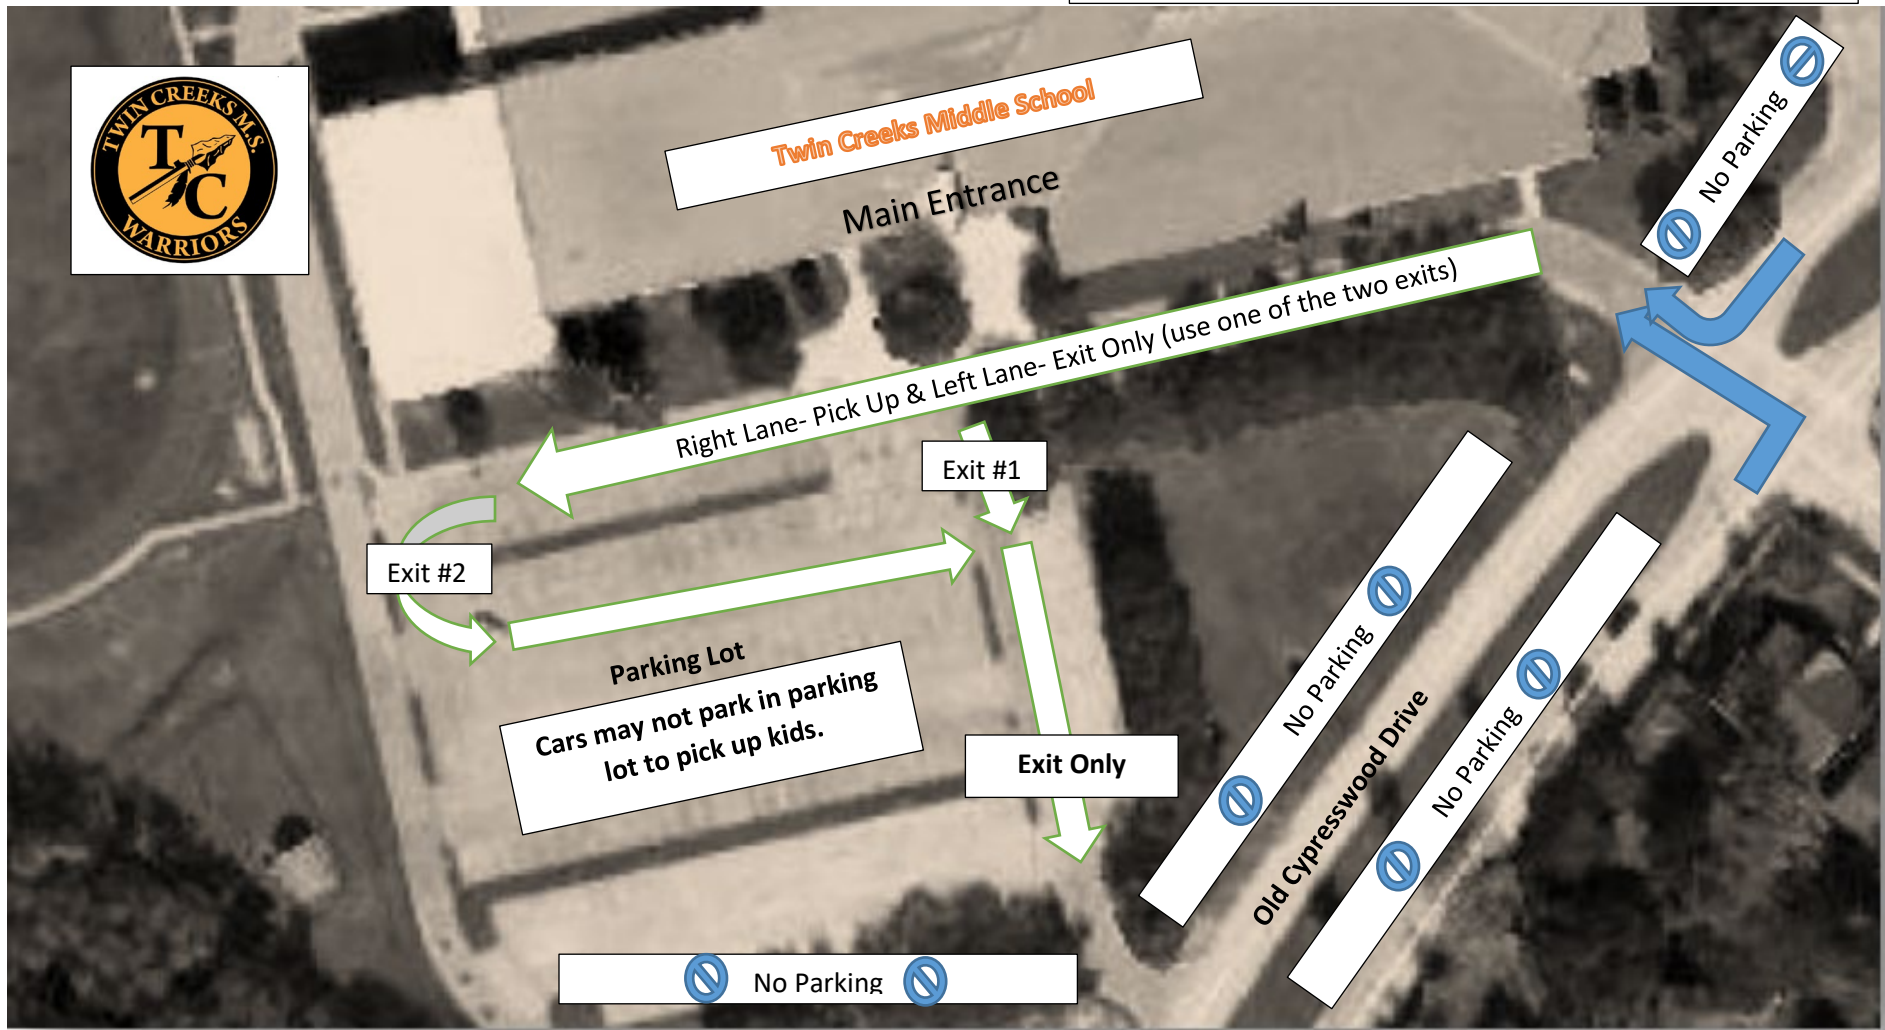 TWIN CREEKS M.S.
T
C
WARRIORS
Twin Creeks Middle School
Main Entrance
No Parking
Right Lane- Pick Up & Left Lane- Exit Only (use one of the two exits)
Exit #1
Exit #2
Parking Lot
Cars may not park in parking
lot to pick up kids.
Exit Only
No Parking
Old Cypresswood Drive
No Parking
No Parking